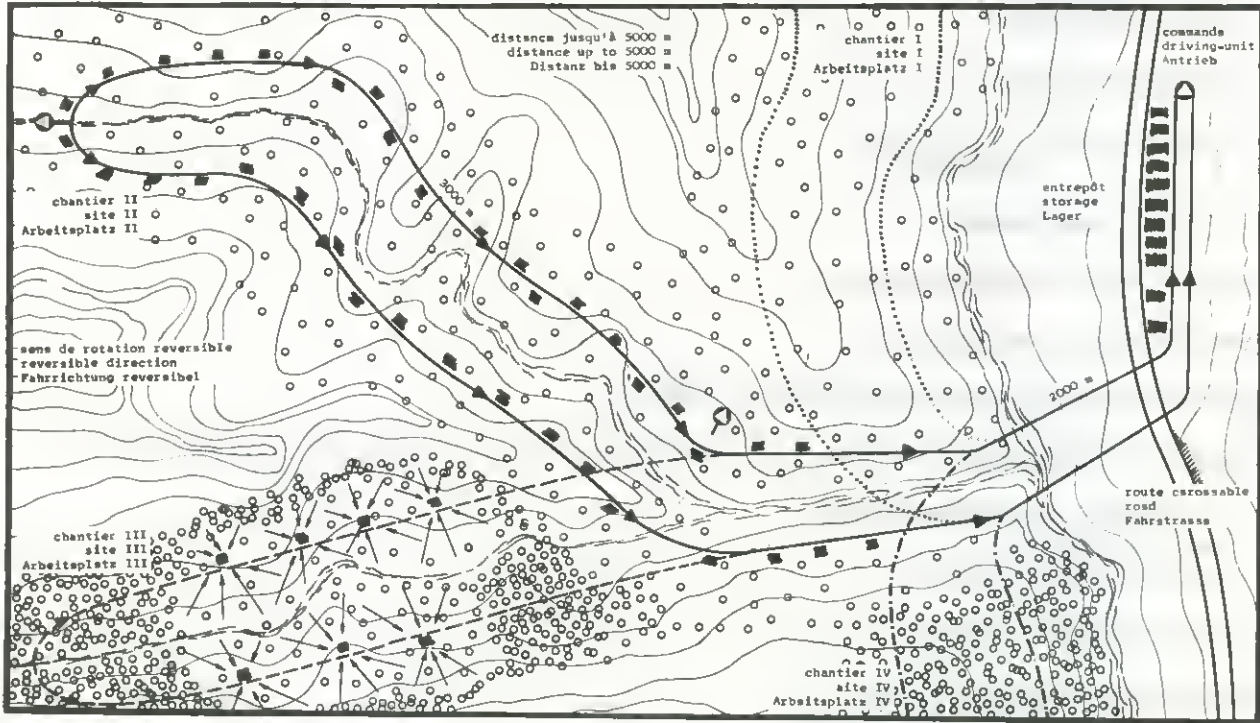 distance jusqu'à 5000 m
distance up to 5000 m
Distanz bis 5000 m
chantier I
site I
Arbeitsplatz I
commande
driving-unit
Antrieb
3000 m
entrepôt
storage
Lager
chantier II
site II
Arbeitsplatz II
sens de rotation reversible
reversible direction
Fahrrichtung reversibel
2000 m
route carossable
road
Fahrstrasse
chantier III
site III
Arbeitsplatz III
chantier IV
site IV
Arbeitsplatz IV